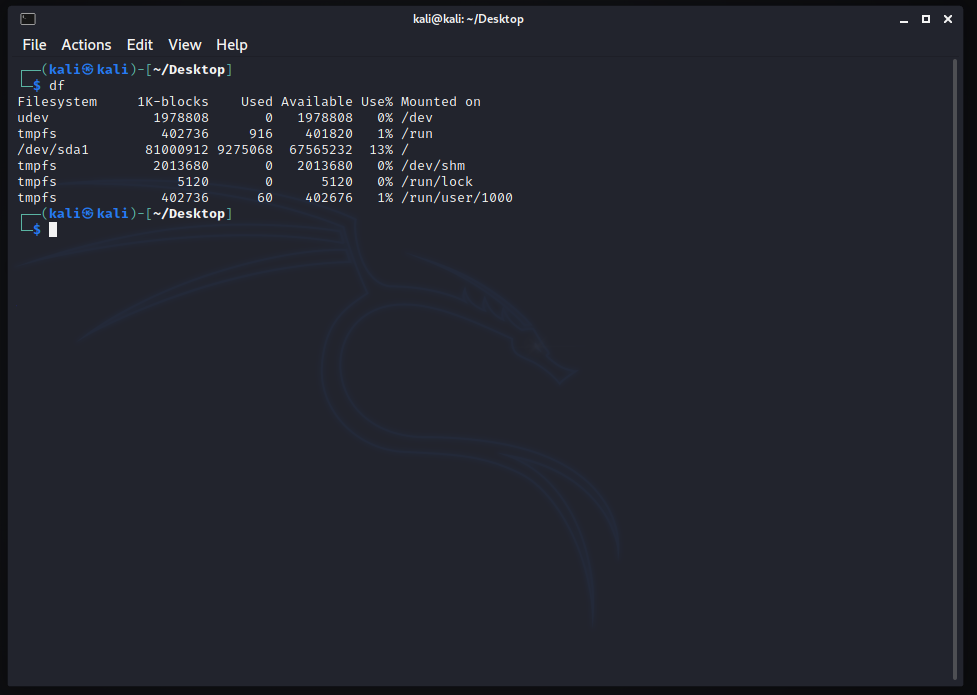 kali@kali: ~/Desktop
File Actions Edit View Help
┌──(kali㉿kali)-[~/Desktop]
└─$ df
Filesystem     1K-blocks    Used Available Use% Mounted on
udev             1978808       0   1978808   0% /dev
tmpfs             402736     916    401820   1% /run
/dev/sda1       81000912 9275068  67565232  13% /
tmpfs            2013680       0   2013680   0% /dev/shm
tmpfs               5120       0      5120   0% /run/lock
tmpfs             402736      60    402676   1% /run/user/1000
┌──(kali㉿kali)-[~/Desktop]
└─$